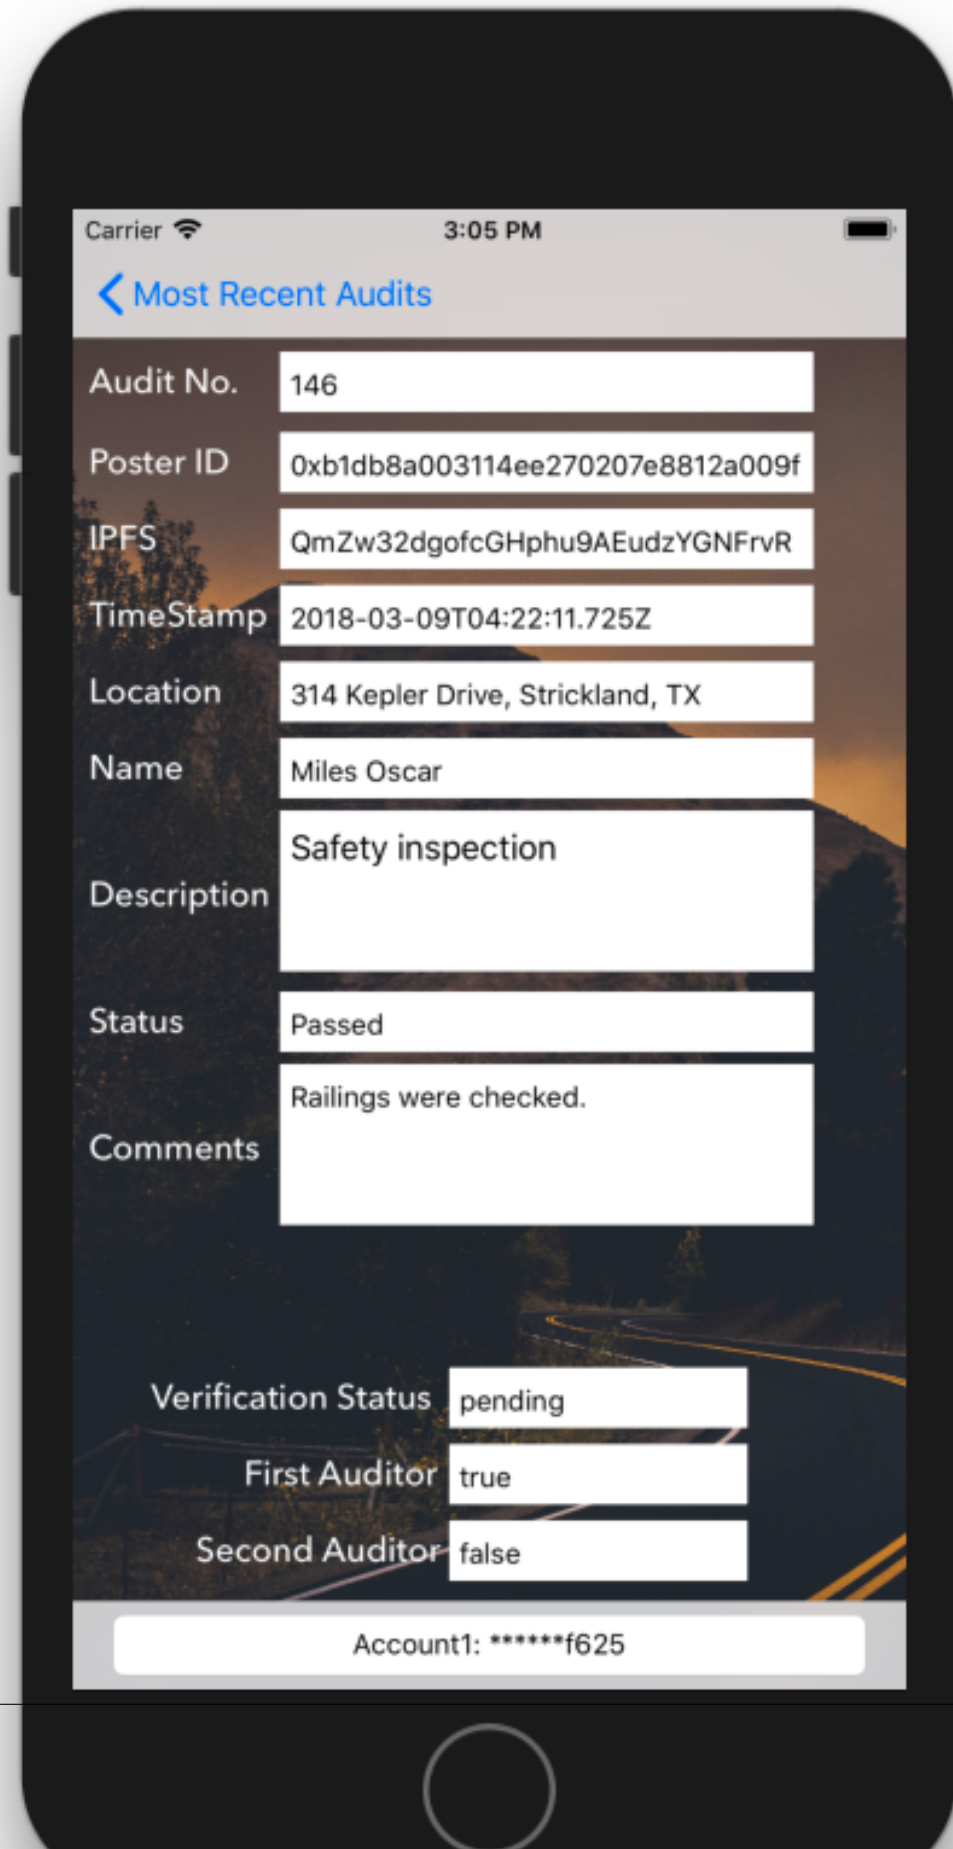 Carrier 3:05 PM
Most Recent Audits
Audit No. 146
Poster ID 0xb1db8a003114ee270207e8812a009f
IPFS QmZw32dgofcGHphu9AEudzYGNFrvR
TimeStamp 2018-03-09T04:22:11.725Z
Location 314 Kepler Drive, Strickland, TX
Name Miles Oscar
Description Safety inspection
Status Passed
Comments Railings were checked.
Verification Status pending
First Auditor true
Second Auditor false
Account1: ******f625